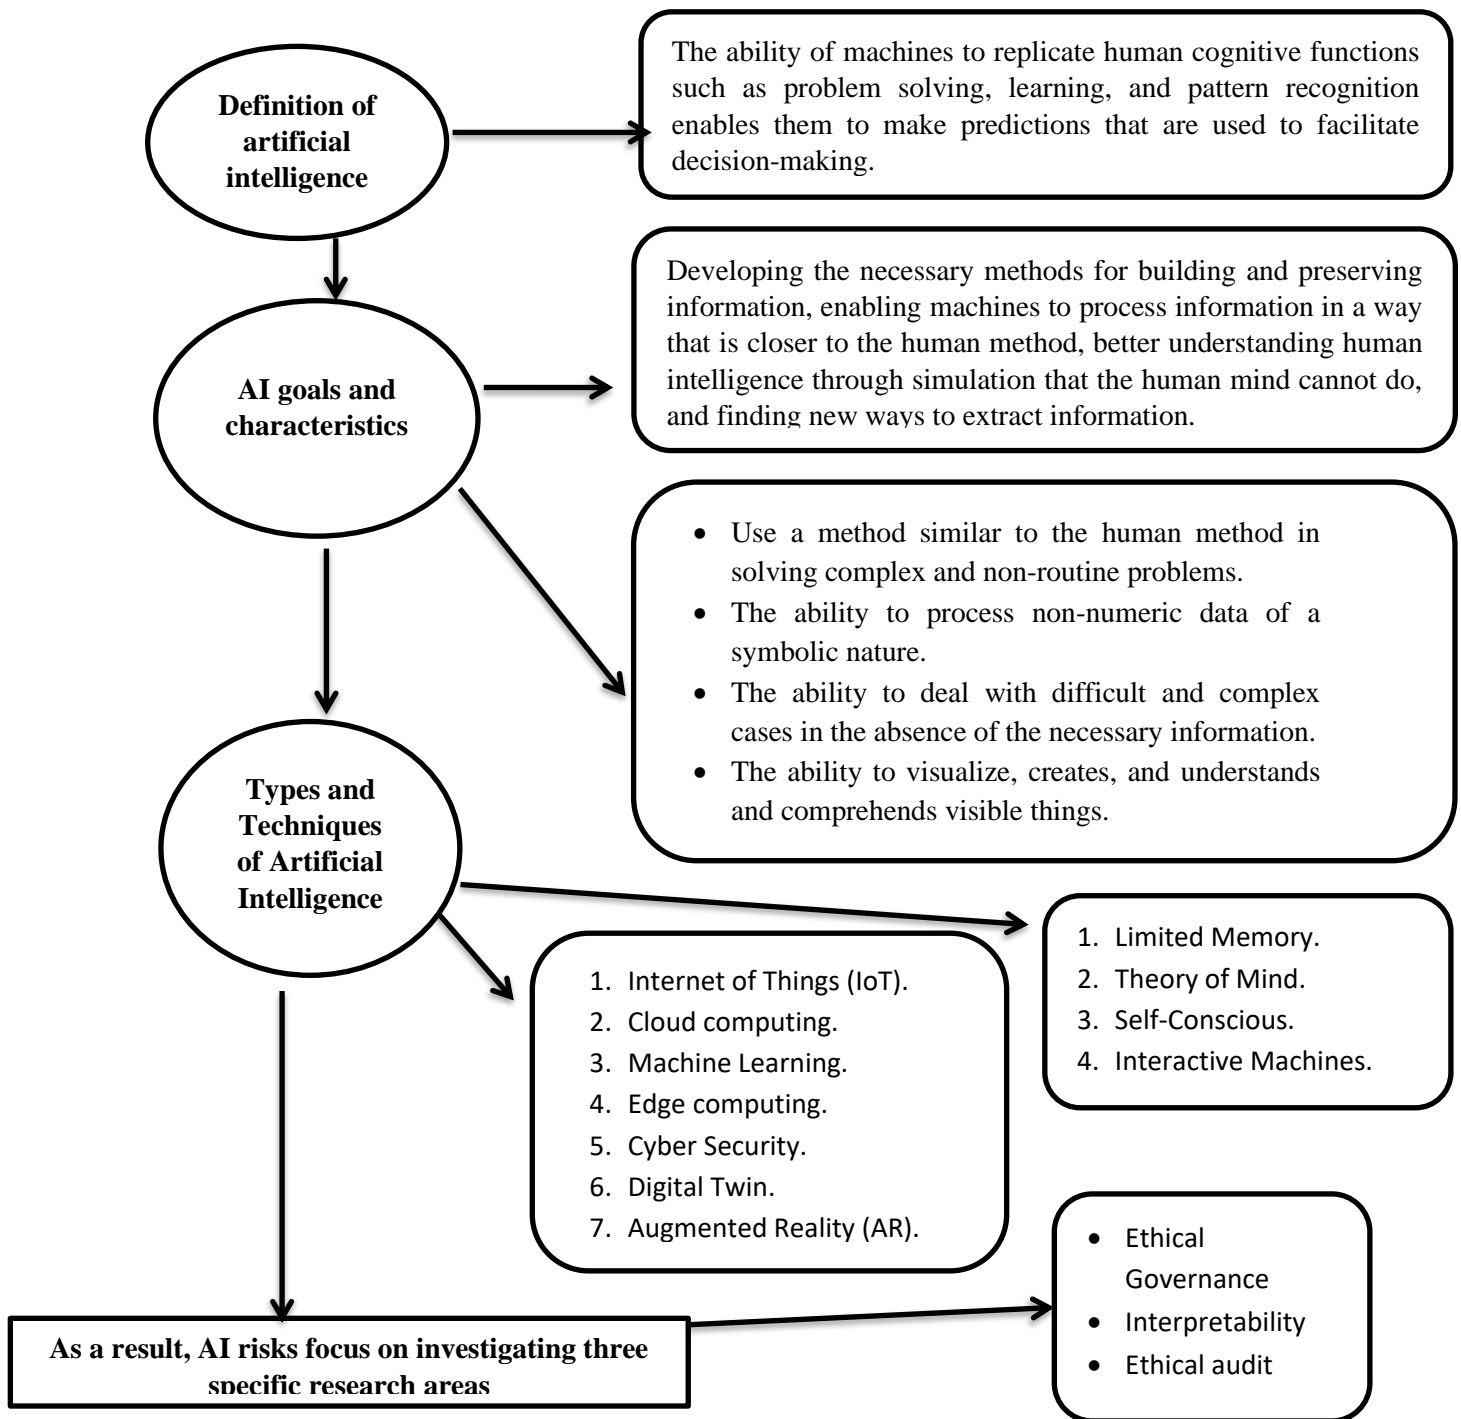 Definition of
artificial
intelligence
The ability of machines to replicate human cognitive functions
such as problem solving, learning, and pattern recognition
enables them to make predictions that are used to facilitate
decision-making.
AI goals and
characteristics
Developing the necessary methods for building and preserving
information, enabling machines to process information in a way
that is closer to the human method, better understanding human
intelligence through simulation that the human mind cannot do,
and finding new ways to extract information.
• Use a method similar to the human method in
solving complex and non-routine problems.
• The ability to process non-numeric data of a
symbolic nature.
• The ability to deal with difficult and complex
cases in the absence of the necessary information.
• The ability to visualize, creates, and understands
and comprehends visible things.
Types and
Techniques
of Artificial
Intelligence
1. Limited Memory.
2. Theory of Mind.
3. Self-Conscious.
4. Interactive Machines.
1. Internet of Things (IoT).
2. Cloud computing.
3. Machine Learning.
4. Edge computing.
5. Cyber Security.
6. Digital Twin.
7. Augmented Reality (AR).
As a result, AI risks focus on investigating three
specific research areas
• Ethical
Governance
• Interpretability
• Ethical audit